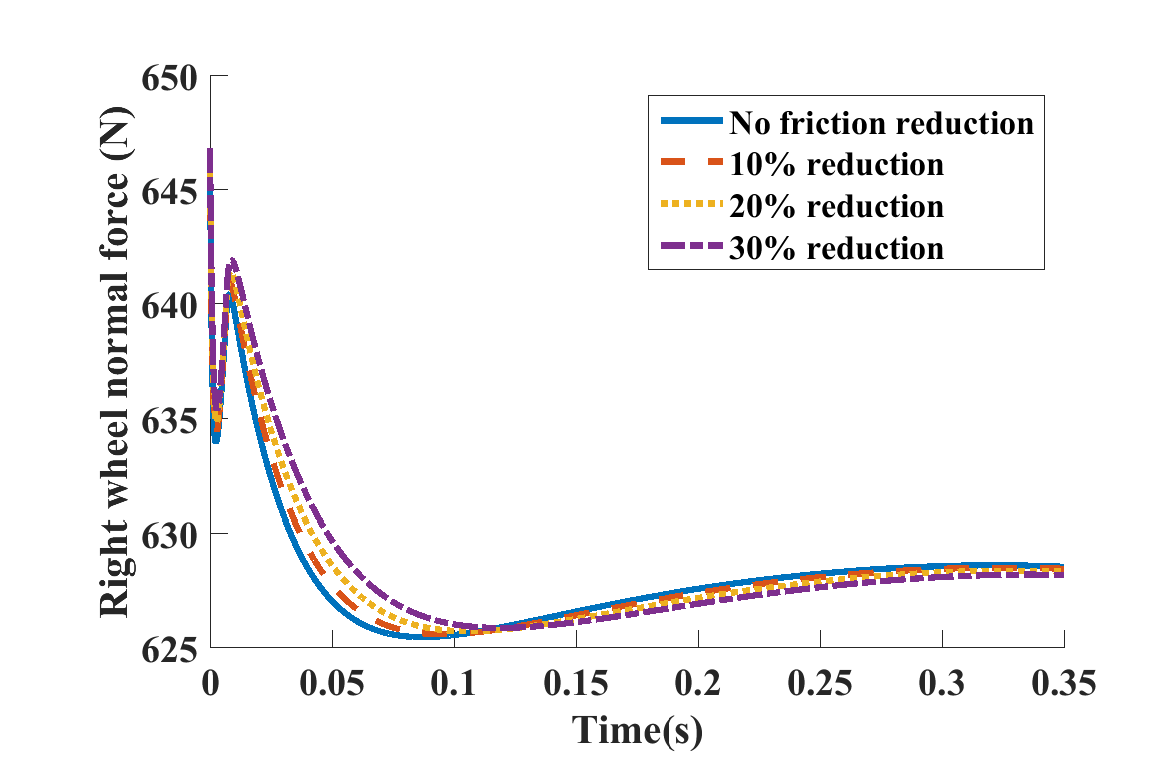 650
645
640
635
630
625
Right wheel normal force (N)
No friction reduction
10% reduction
20% reduction
30% reduction
0
0.05
0.1
0.15
0.2
0.25
0.3
0.35
Time(s)